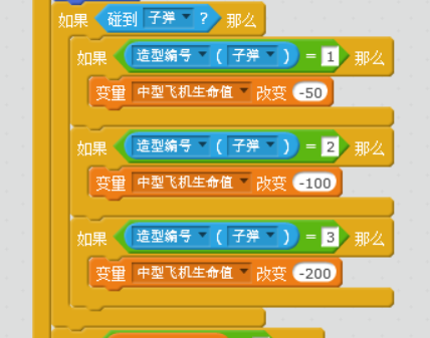 如果 碰到 子弹 ? 那么
如果 造型编号 ( 子弹 ) = 1 那么
变量 中型飞机生命值 改变 -50
如果 造型编号 ( 子弹 ) = 2 那么
变量 中型飞机生命值 改变 -100
如果 造型编号 ( 子弹 ) = 3 那么
变量 中型飞机生命值 改变 -200